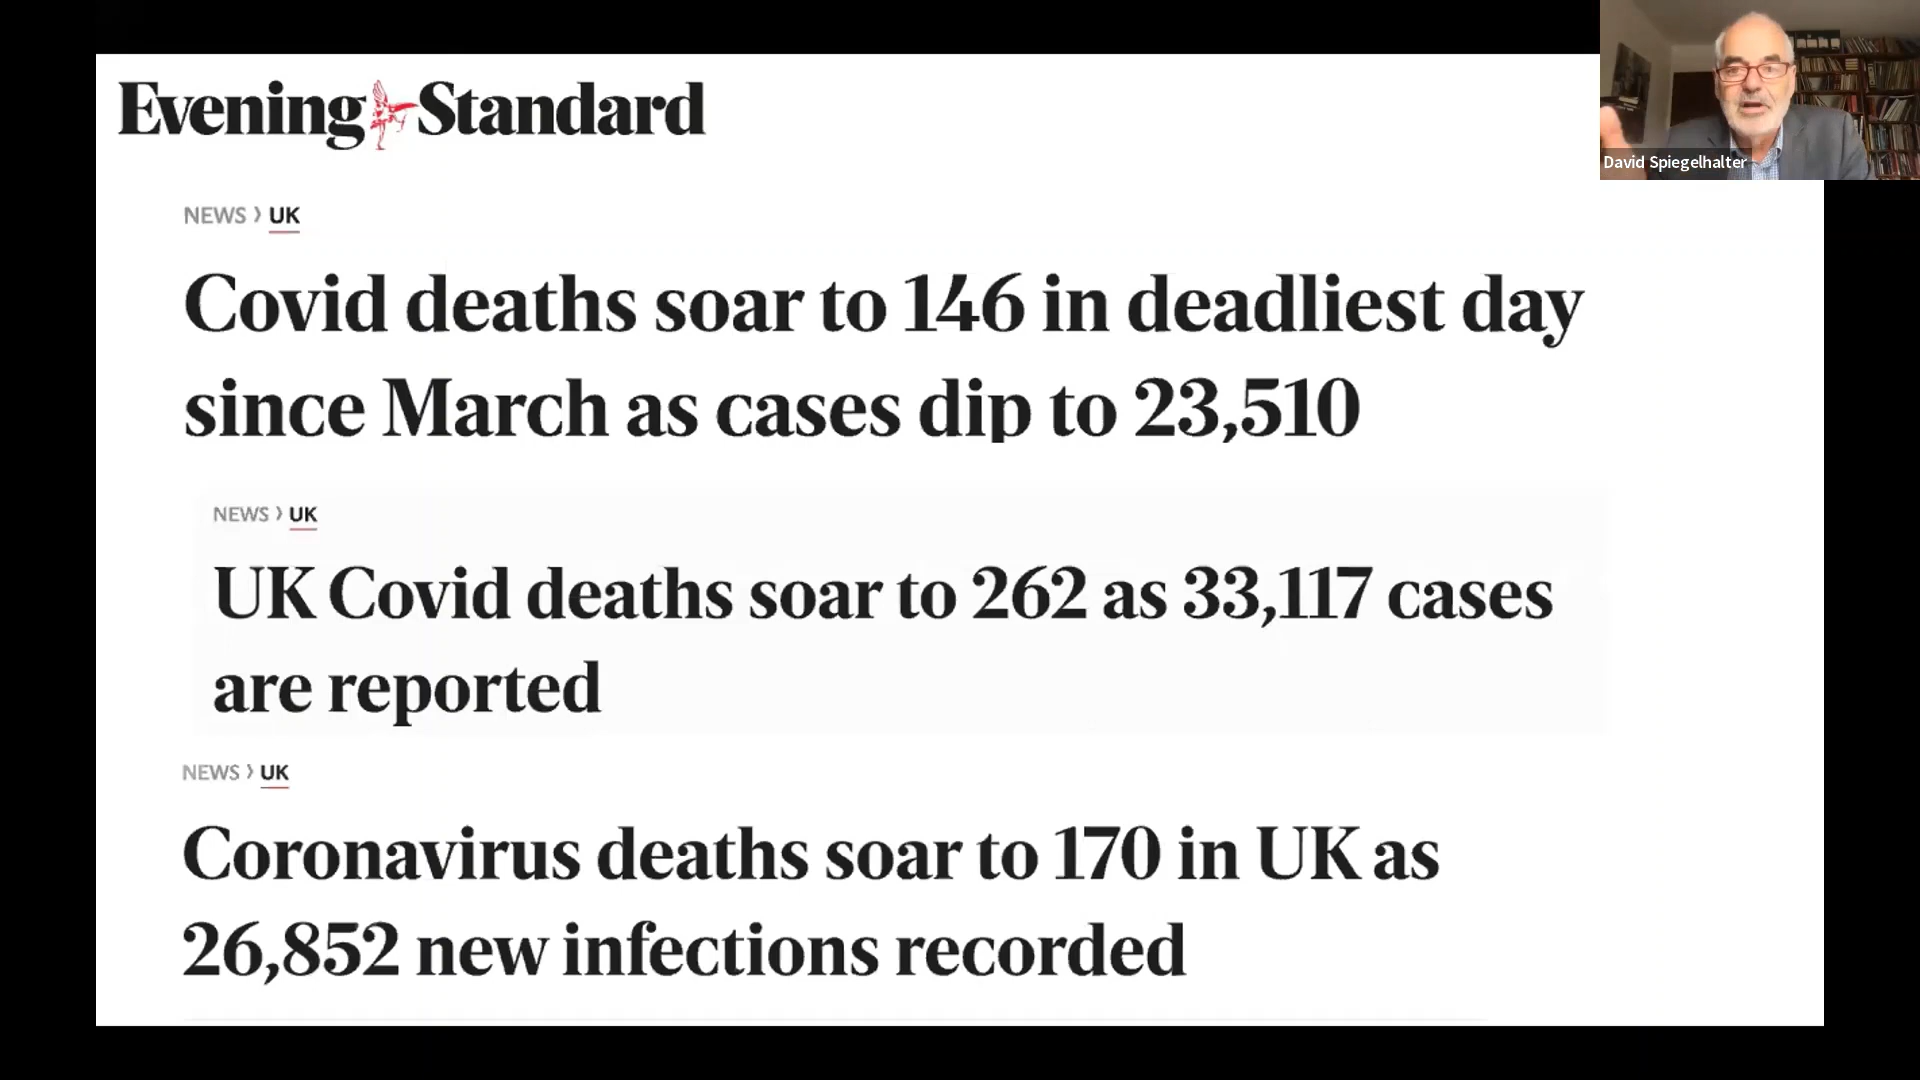 Evening Standard
David Spiegelhalter
NEWS › UK
Covid deaths soar to 146 in deadliest day
since March as cases dip to 23,510
NEWS › UK
UK Covid deaths soar to 262 as 33,117 cases
are reported
NEWS › UK
Coronavirus deaths soar to 170 in UK as
26,852 new infections recorded